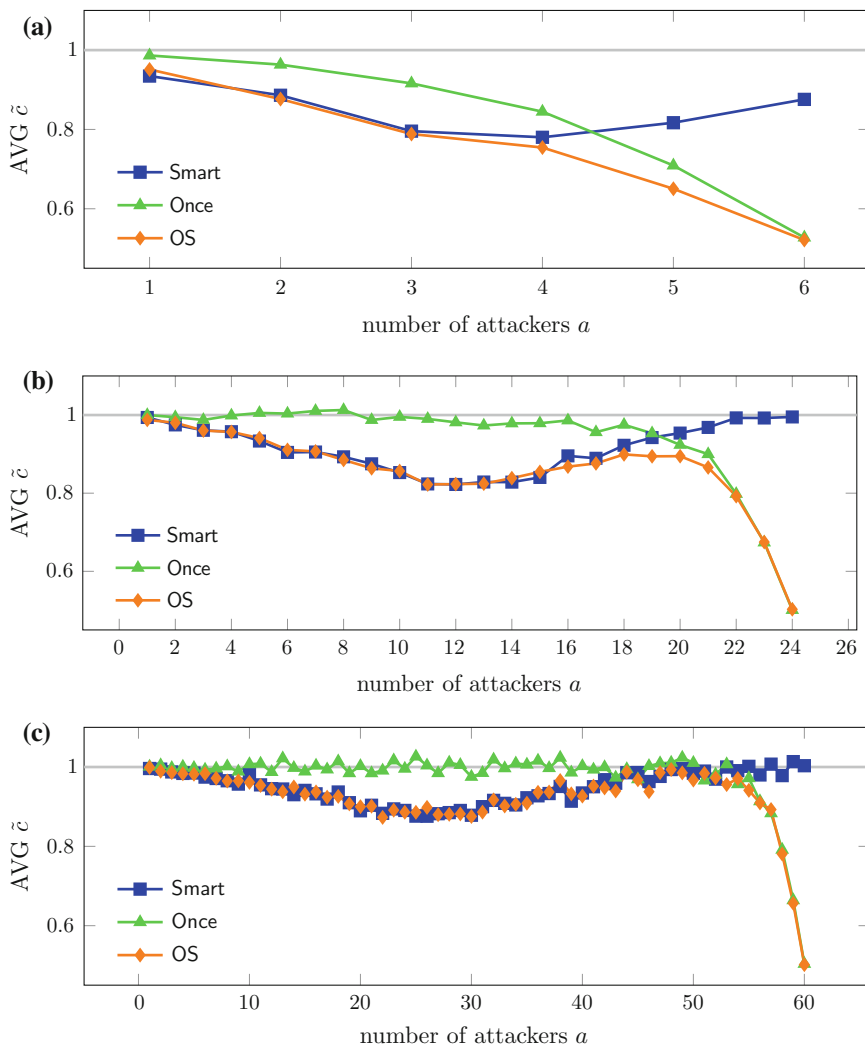 (a)
1
0.8
0.6
AVG c̃
Smart
Once
OS
1 2 3 4 5 6
number of attackers a
(b)
1
0.8
0.6
AVG c̃
Smart
Once
OS
0 2 4 6 8 10 12 14 16 18 20 22 24 26
number of attackers a
(c)
1
0.8
0.6
AVG c̃
Smart
Once
OS
0 10 20 30 40 50 60
number of attackers a